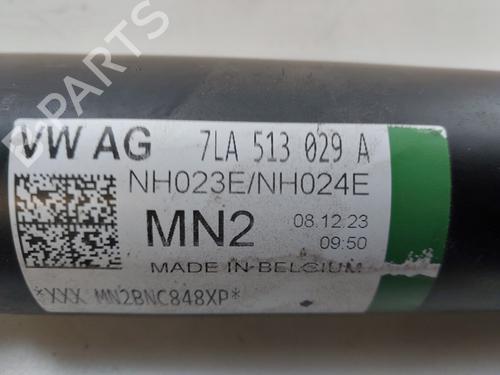 VW AG 7LA 513 029 A
NH023E/NH024E
MN2 08.12.23
09:50
MADE IN BELGIUM
*XXX MN2BNC848XP*